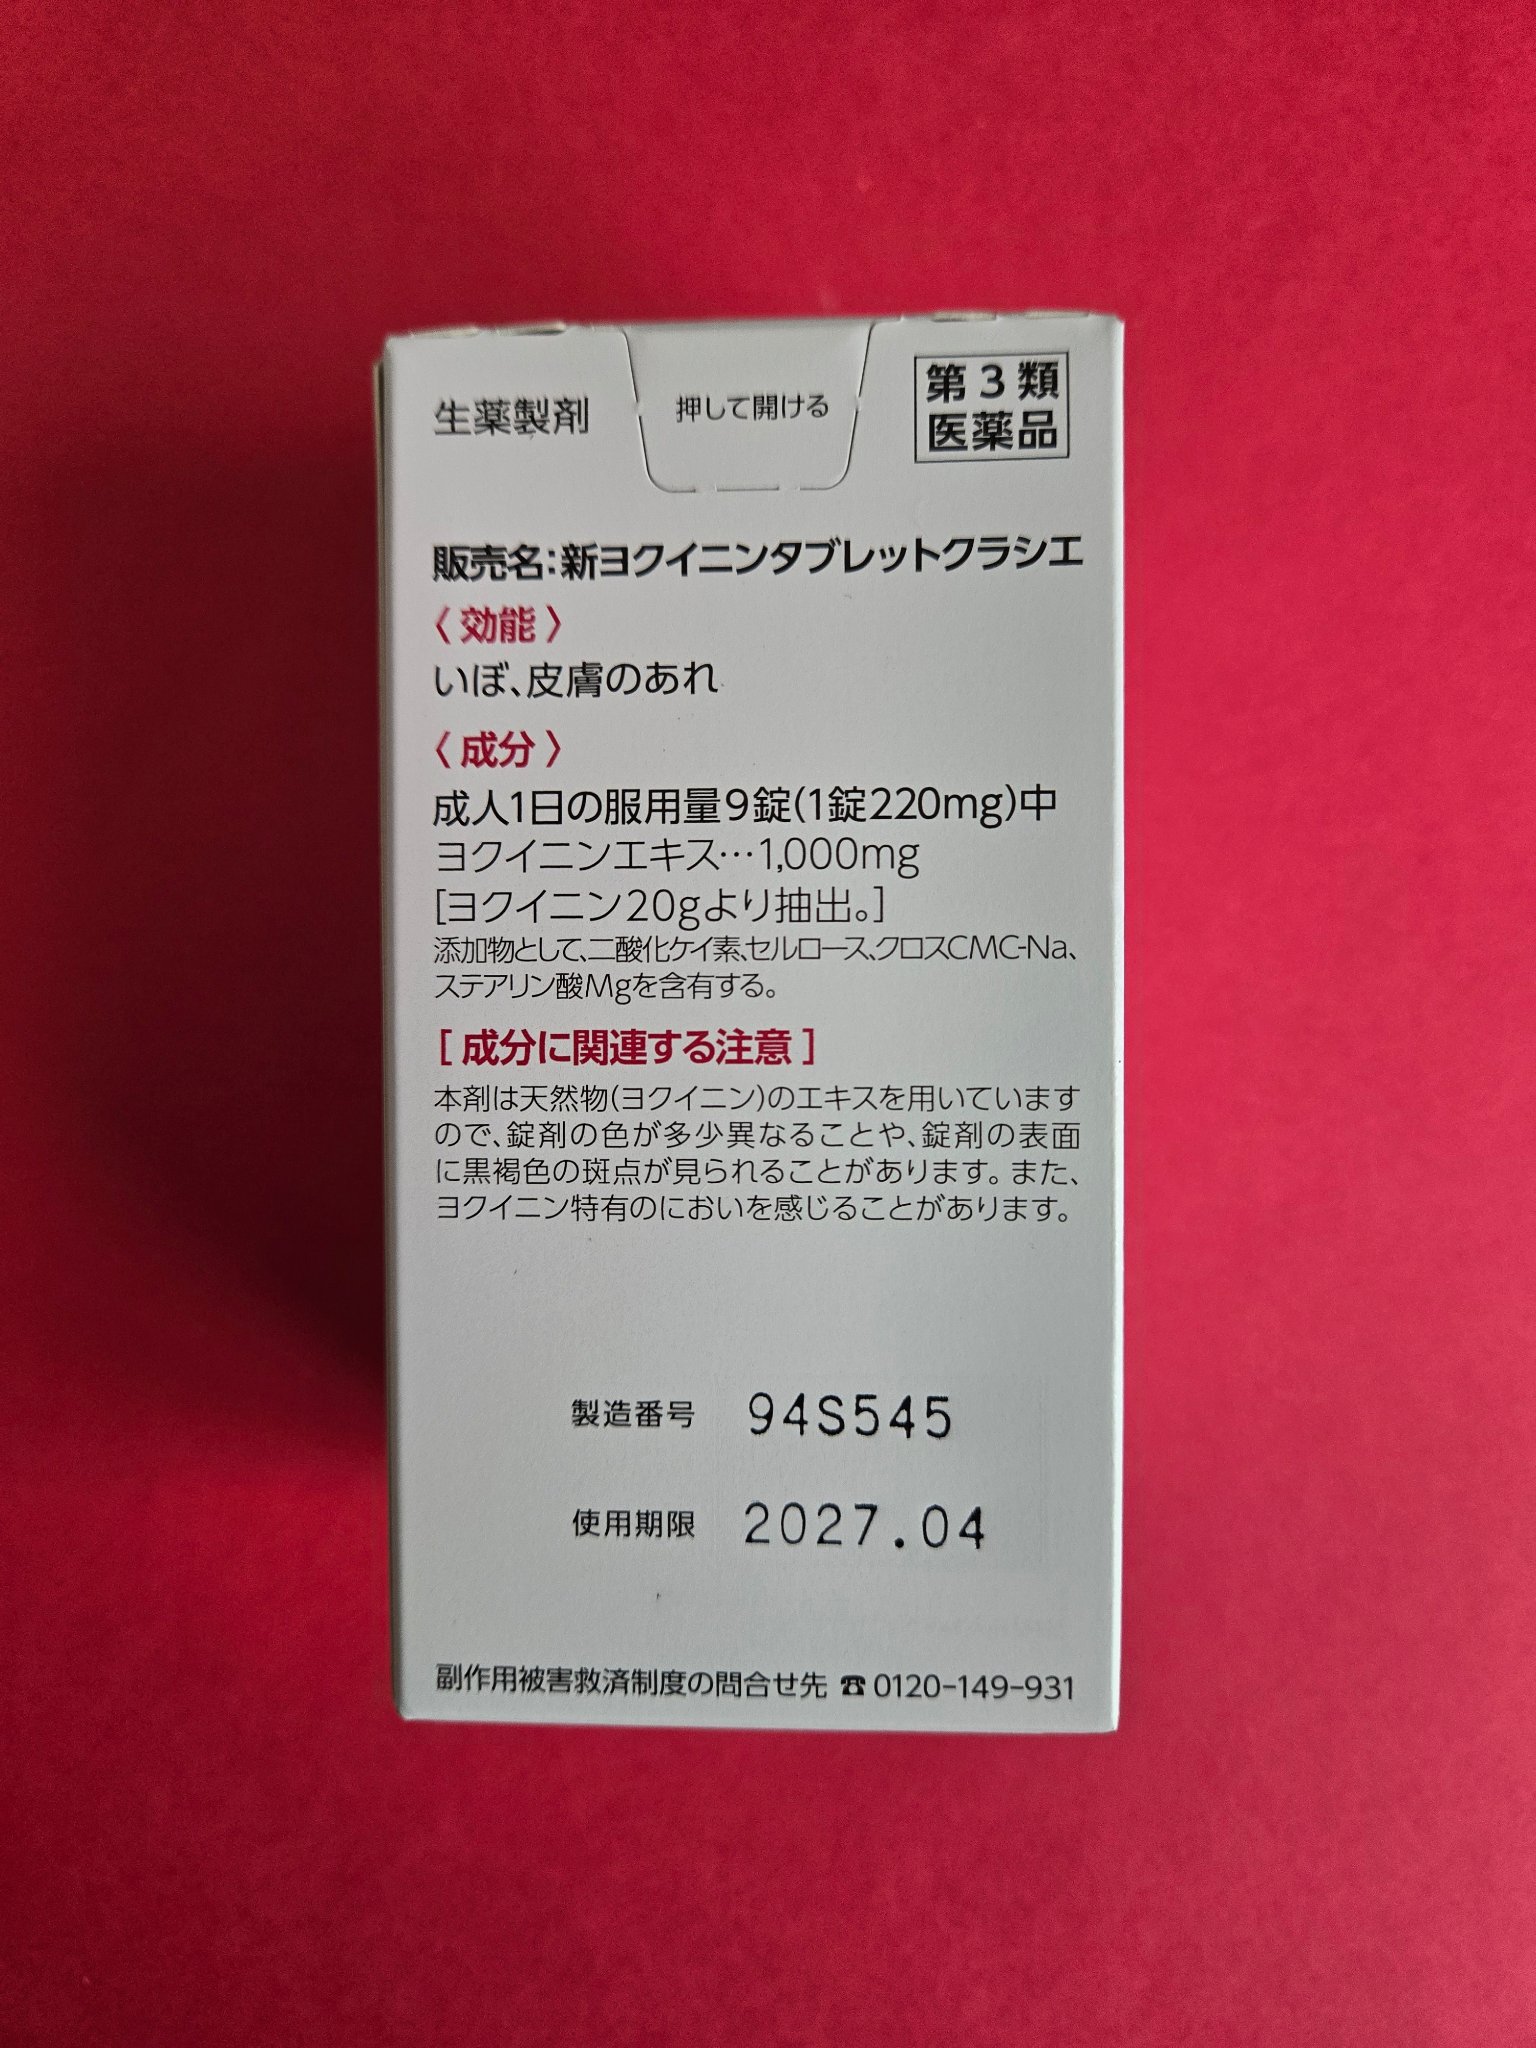 生薬製剤
押して開ける
第3類
医薬品
販売名:新ヨクイニンタブレットクラシエ
〈効能〉
いぼ、皮膚のあれ
〈成分〉
成人1日の服用量9錠(1錠220mg)中
ヨクイニンエキス…1,000mg
[ヨクイニン20gより抽出。]
添加物として、二酸化ケイ素、セルロース、クロスCMC-Na、
ステアリン酸Mgを含有する。
[成分に関連する注意]
本剤は天然物(ヨクイニン)のエキスを用いています
ので、錠剤の色が多少異なることや、錠剤の表面
に黒褐色の斑点が見られることがあります。また、
ヨクイニン特有のにおいを感じることがあります。
製造番号 94S545
使用期限 2027.04
副作用被害救済制度の問合せ先 ☎0120-149-931